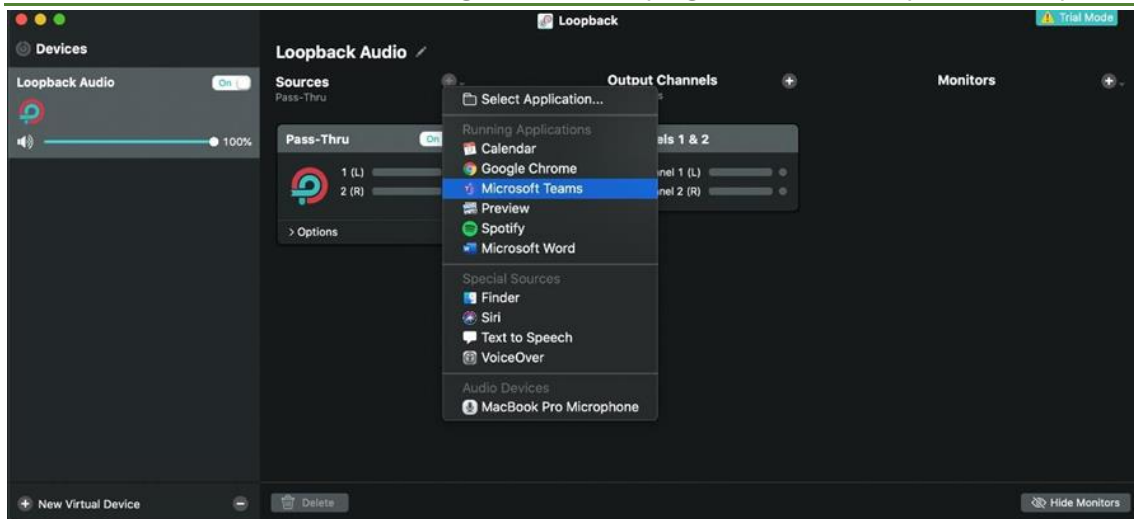 Loopback
Trial Mode
Devices
Loopback Audio
On
100%
New Virtual Device
Loopback Audio
Sources
Pass-Thru
Output Channels
Monitors
Pass-Thru
On
1 (L)
2 (R)
> Options
els 1 & 2
nnel 1 (L)
nnel 2 (R)
Select Application...
Running Applications
Calendar
Google Chrome
Microsoft Teams
Preview
Spotify
Microsoft Word
Special Sources
Finder
Siri
Text to Speech
VoiceOver
Audio Devices
MacBook Pro Microphone
Delete
Hide Monitors